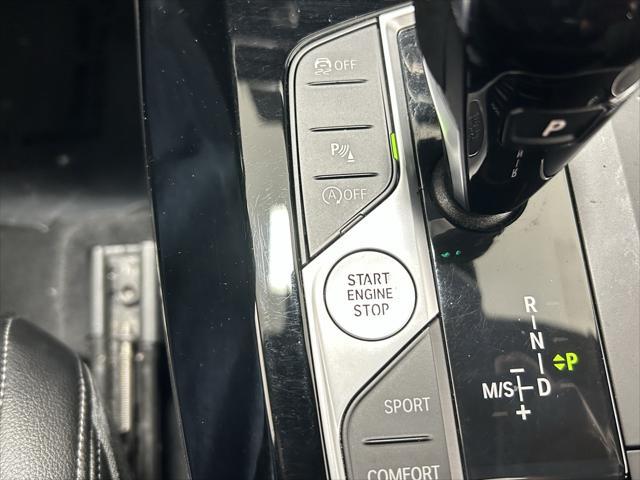 OFF
P
A OFF
START
ENGINE
STOP
SPORT
COMFORT
P
R
N
P
M/S
D
+